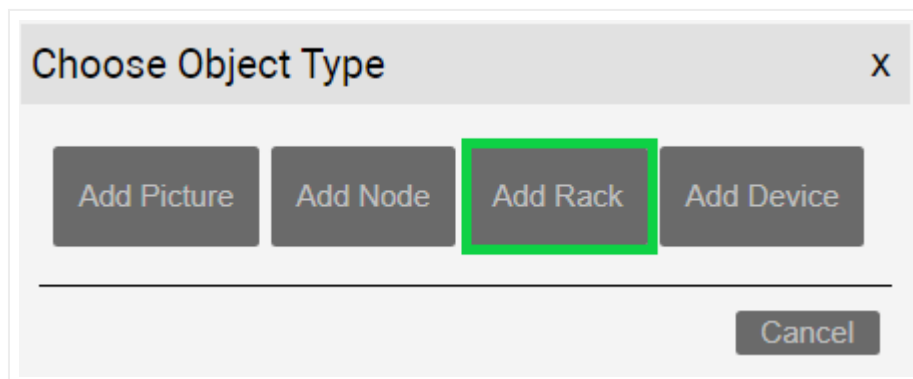 Choose Object Type X
Add Picture Add Node Add Rack Add Device
Cancel